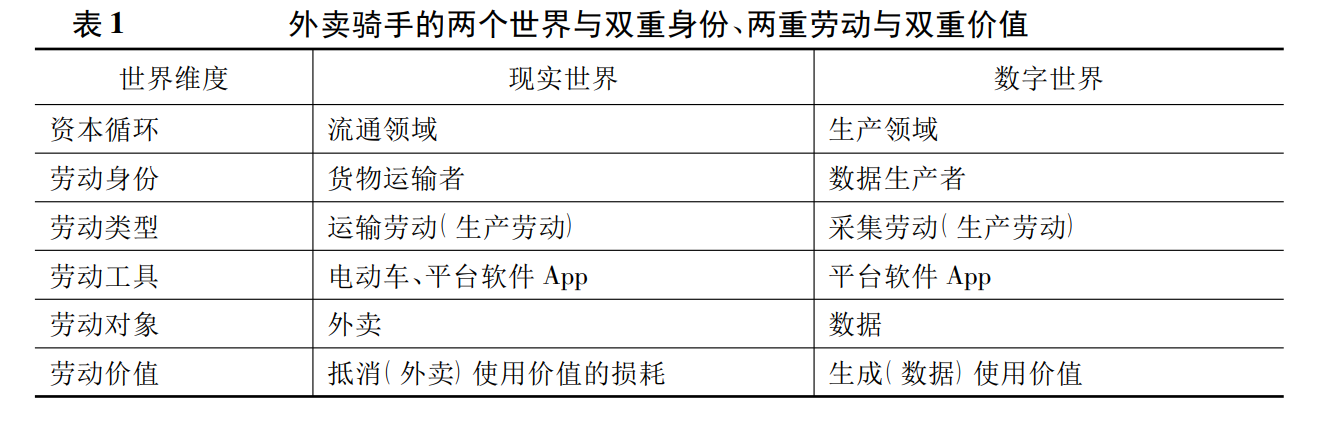 表1 外卖骑手的两个世界与双重身份、两重劳动与双重价值
世界维度 现实世界 数字世界
资本循环 流通领域 生产领域
劳动身份 货物运输者 数据生产者
劳动类型 运输劳动(生产劳动) 采集劳动(生产劳动)
劳动工具 电动车、平台软件 App 平台软件 App
劳动对象 外卖 数据
劳动价值 抵消(外卖)使用价值的损耗 生成(数据)使用价值